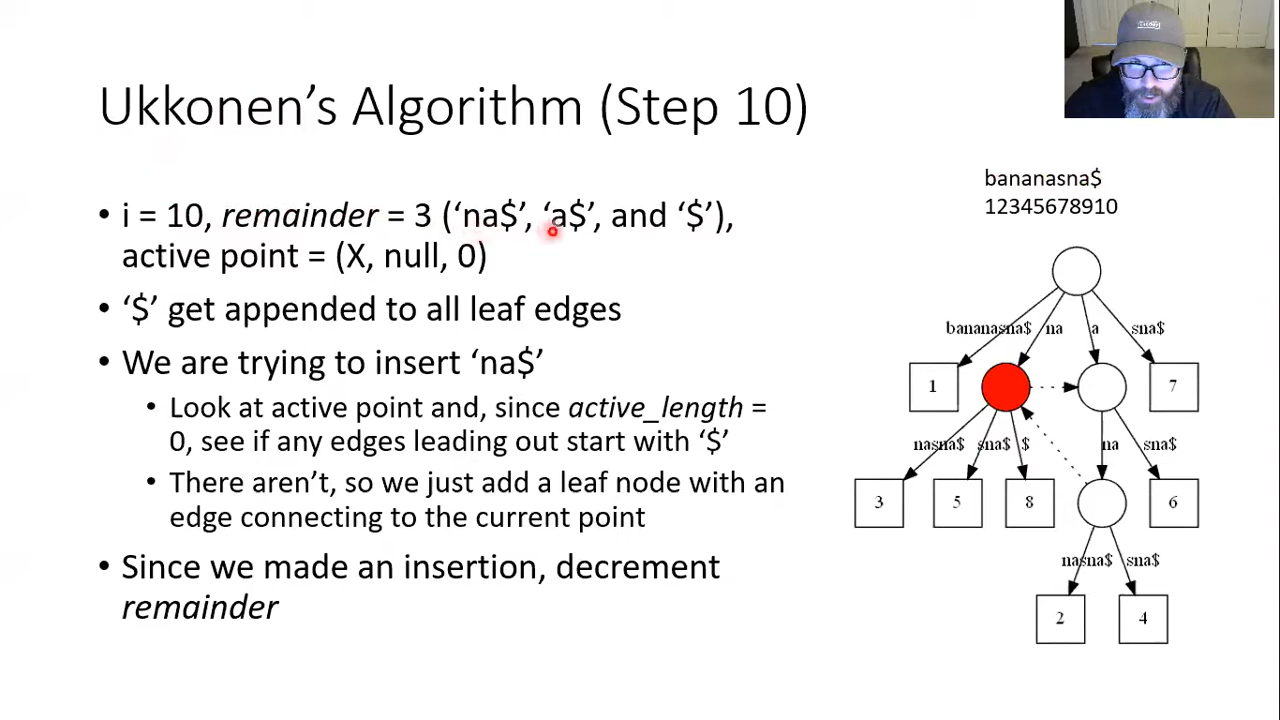 Ukkonen’s Algorithm (Step 10)
• i = 10, remainder = 3 (‘na$’, ‘a$’, and ‘$’),
active point = (X, null, 0)
• ‘$’ get appended to all leaf edges
• We are trying to insert ‘na$’
• Look at active point and, since active_length =
0, see if any edges leading out start with ‘$’
• There aren’t, so we just add a leaf node with an
edge connecting to the current point
• Since we made an insertion, decrement
remainder
bananasna$
12345678910
bananasna$ na a sna$
1 7
nasna$ sna$ $ na sna$
3 5 8 6
nasna$ sna$
2 4